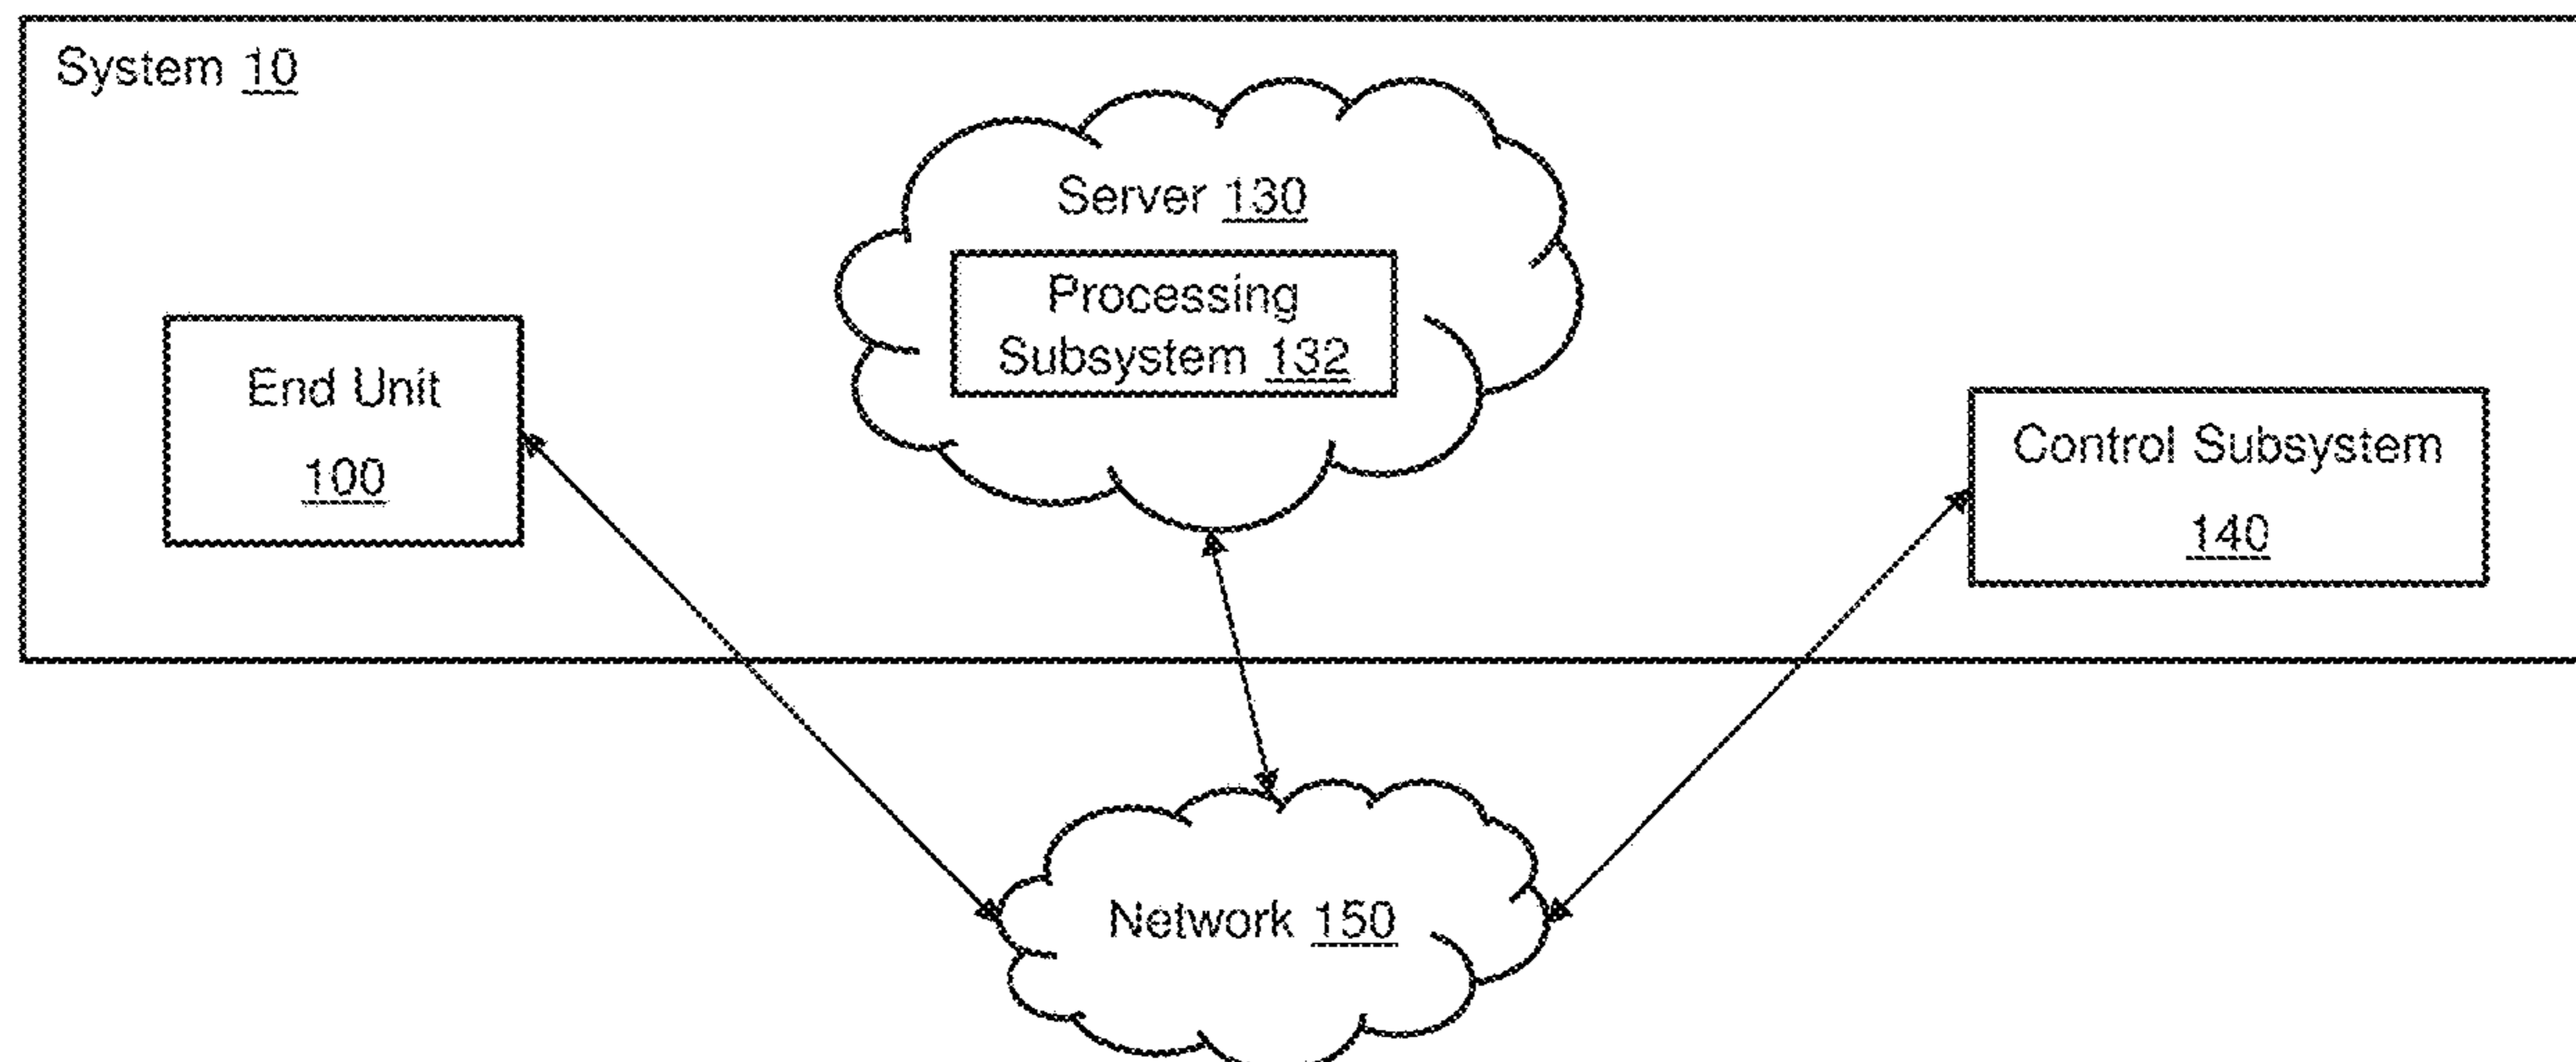 System 10
Server 130
Processing
Subsystem 132
End Unit
100
Control Subsystem
140
Network 150